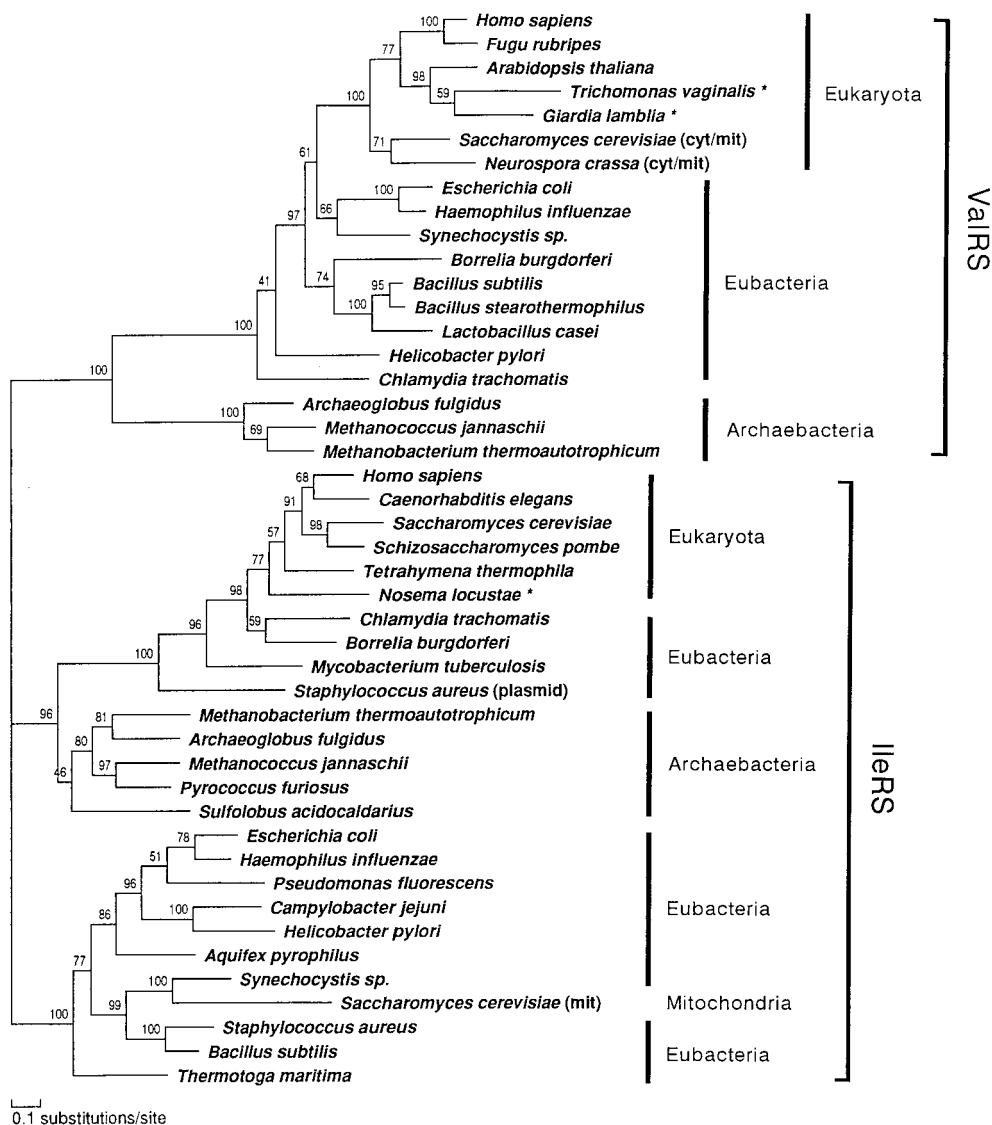 100 Homo sapiens
Fugu rubripes
77
Arabidopsis thaliana
98
59 Trichomonas vaginalis *
Giardia lamblia *
100
71 Saccharomyces cerevisiae (cyt/mit)
Neurospora crassa (cyt/mit)
Eukaryota
61
100 Escherichia coli
Haemophilus influenzae
66
Synechocystis sp.
97
Borrelia burgdorferi
74
95 Bacillus subtilis
Bacillus stearothermophilus
100
Lactobacillus casei
41
Helicobacter pylori
100
Chlamydia trachomatis
Eubacteria
100
100 Archaeoglobus fulgidus
69 Methanococcus jannaschii
Methanobacterium thermoautotrophicum
Archaebacteria
ValRS
68 Homo sapiens
Caenorhabditis elegans
91
98 Saccharomyces cerevisiae
Schizosaccharomyces pombe
57
Tetrahymena thermophila
77
Nosema locustae *
Eukaryota
98
59 Chlamydia trachomatis
Borrelia burgdorferi
96
Mycobacterium tuberculosis
100
Staphylococcus aureus (plasmid)
Eubacteria
96
81 Methanobacterium thermoautotrophicum
Archaeoglobus fulgidus
80
97 Methanococcus jannaschii
Pyrococcus furiosus
46
Sulfolobus acidocaldarius
Archaebacteria
IleRS
78 Escherichia coli
Haemophilus influenzae
51
Pseudomonas fluorescens
96
100 Campylobacter jejuni
Helicobacter pylori
86
Aquifex pyrophilus
Eubacteria
77
100 Synechocystis sp.
Saccharomyces cerevisiae (mit)
Mitochondria
99
100 Staphylococcus aureus
Bacillus subtilis
100
Thermotoga maritima
Eubacteria
0.1 substitutions/site